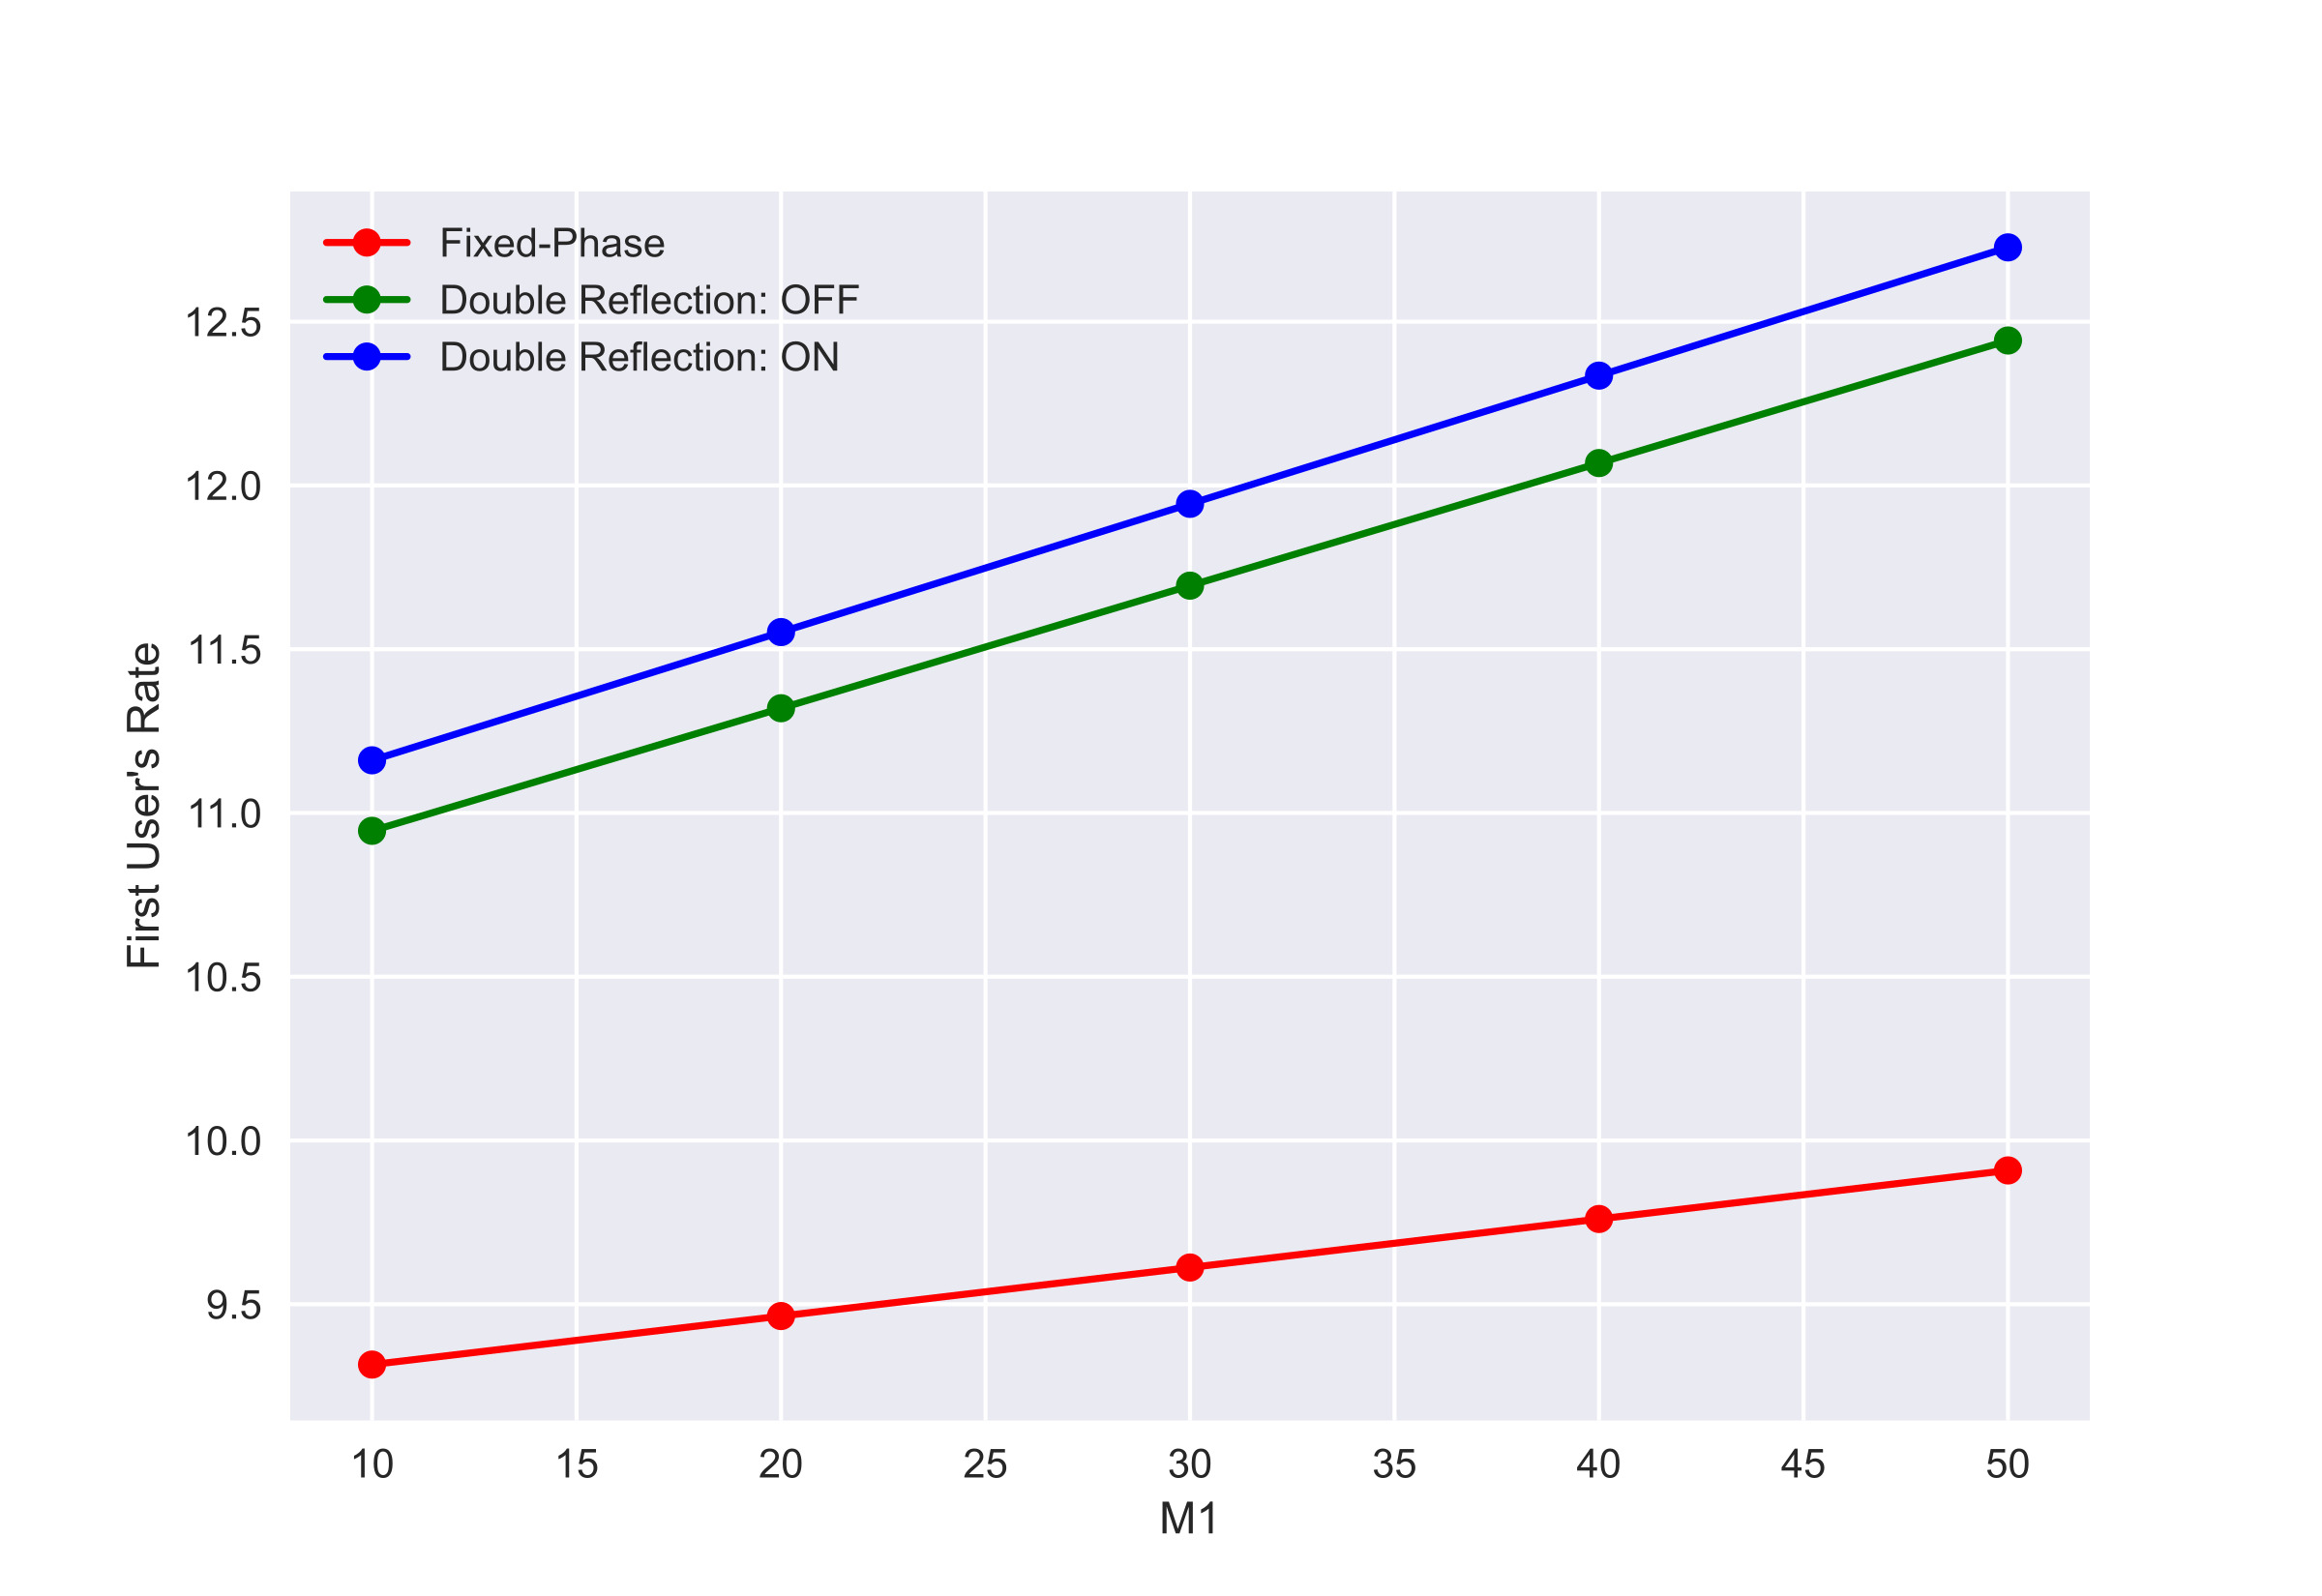 Fixed-Phase
Double Reflection: OFF
Double Reflection: ON
12.5
12.0
11.5
11.0
10.5
10.0
9.5
First User's Rate
10 15 20 25 30 35 40 45 50
M1